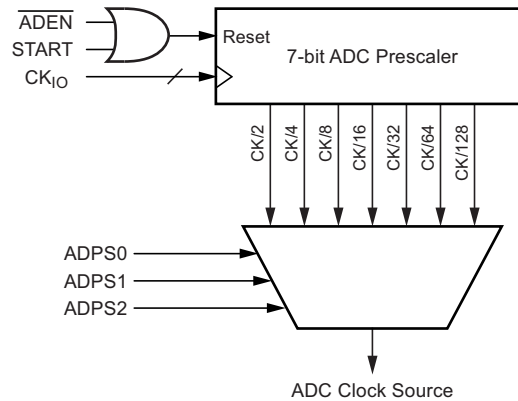 ADEN
START
CKIO
Reset
7-bit ADC Prescaler
CK/2
CK/4
CK/8
CK/16
CK/32
CK/64
CK/128
ADPS0
ADPS1
ADPS2
ADC Clock Source